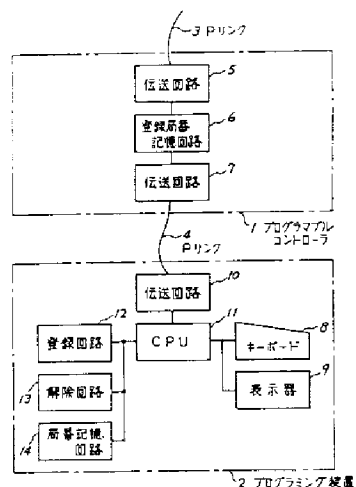 3 Pリンク
伝送回路
5
登録局番
記憶回路
6
伝送回路
7
1 プログラマブル
コントローラ
4
Pリンク
伝送回路
10
12
11
登録回路
CPU
8
キーボード
13
解除回路
表示器
9
14
局番記憶
回路
2 プログラミング装置